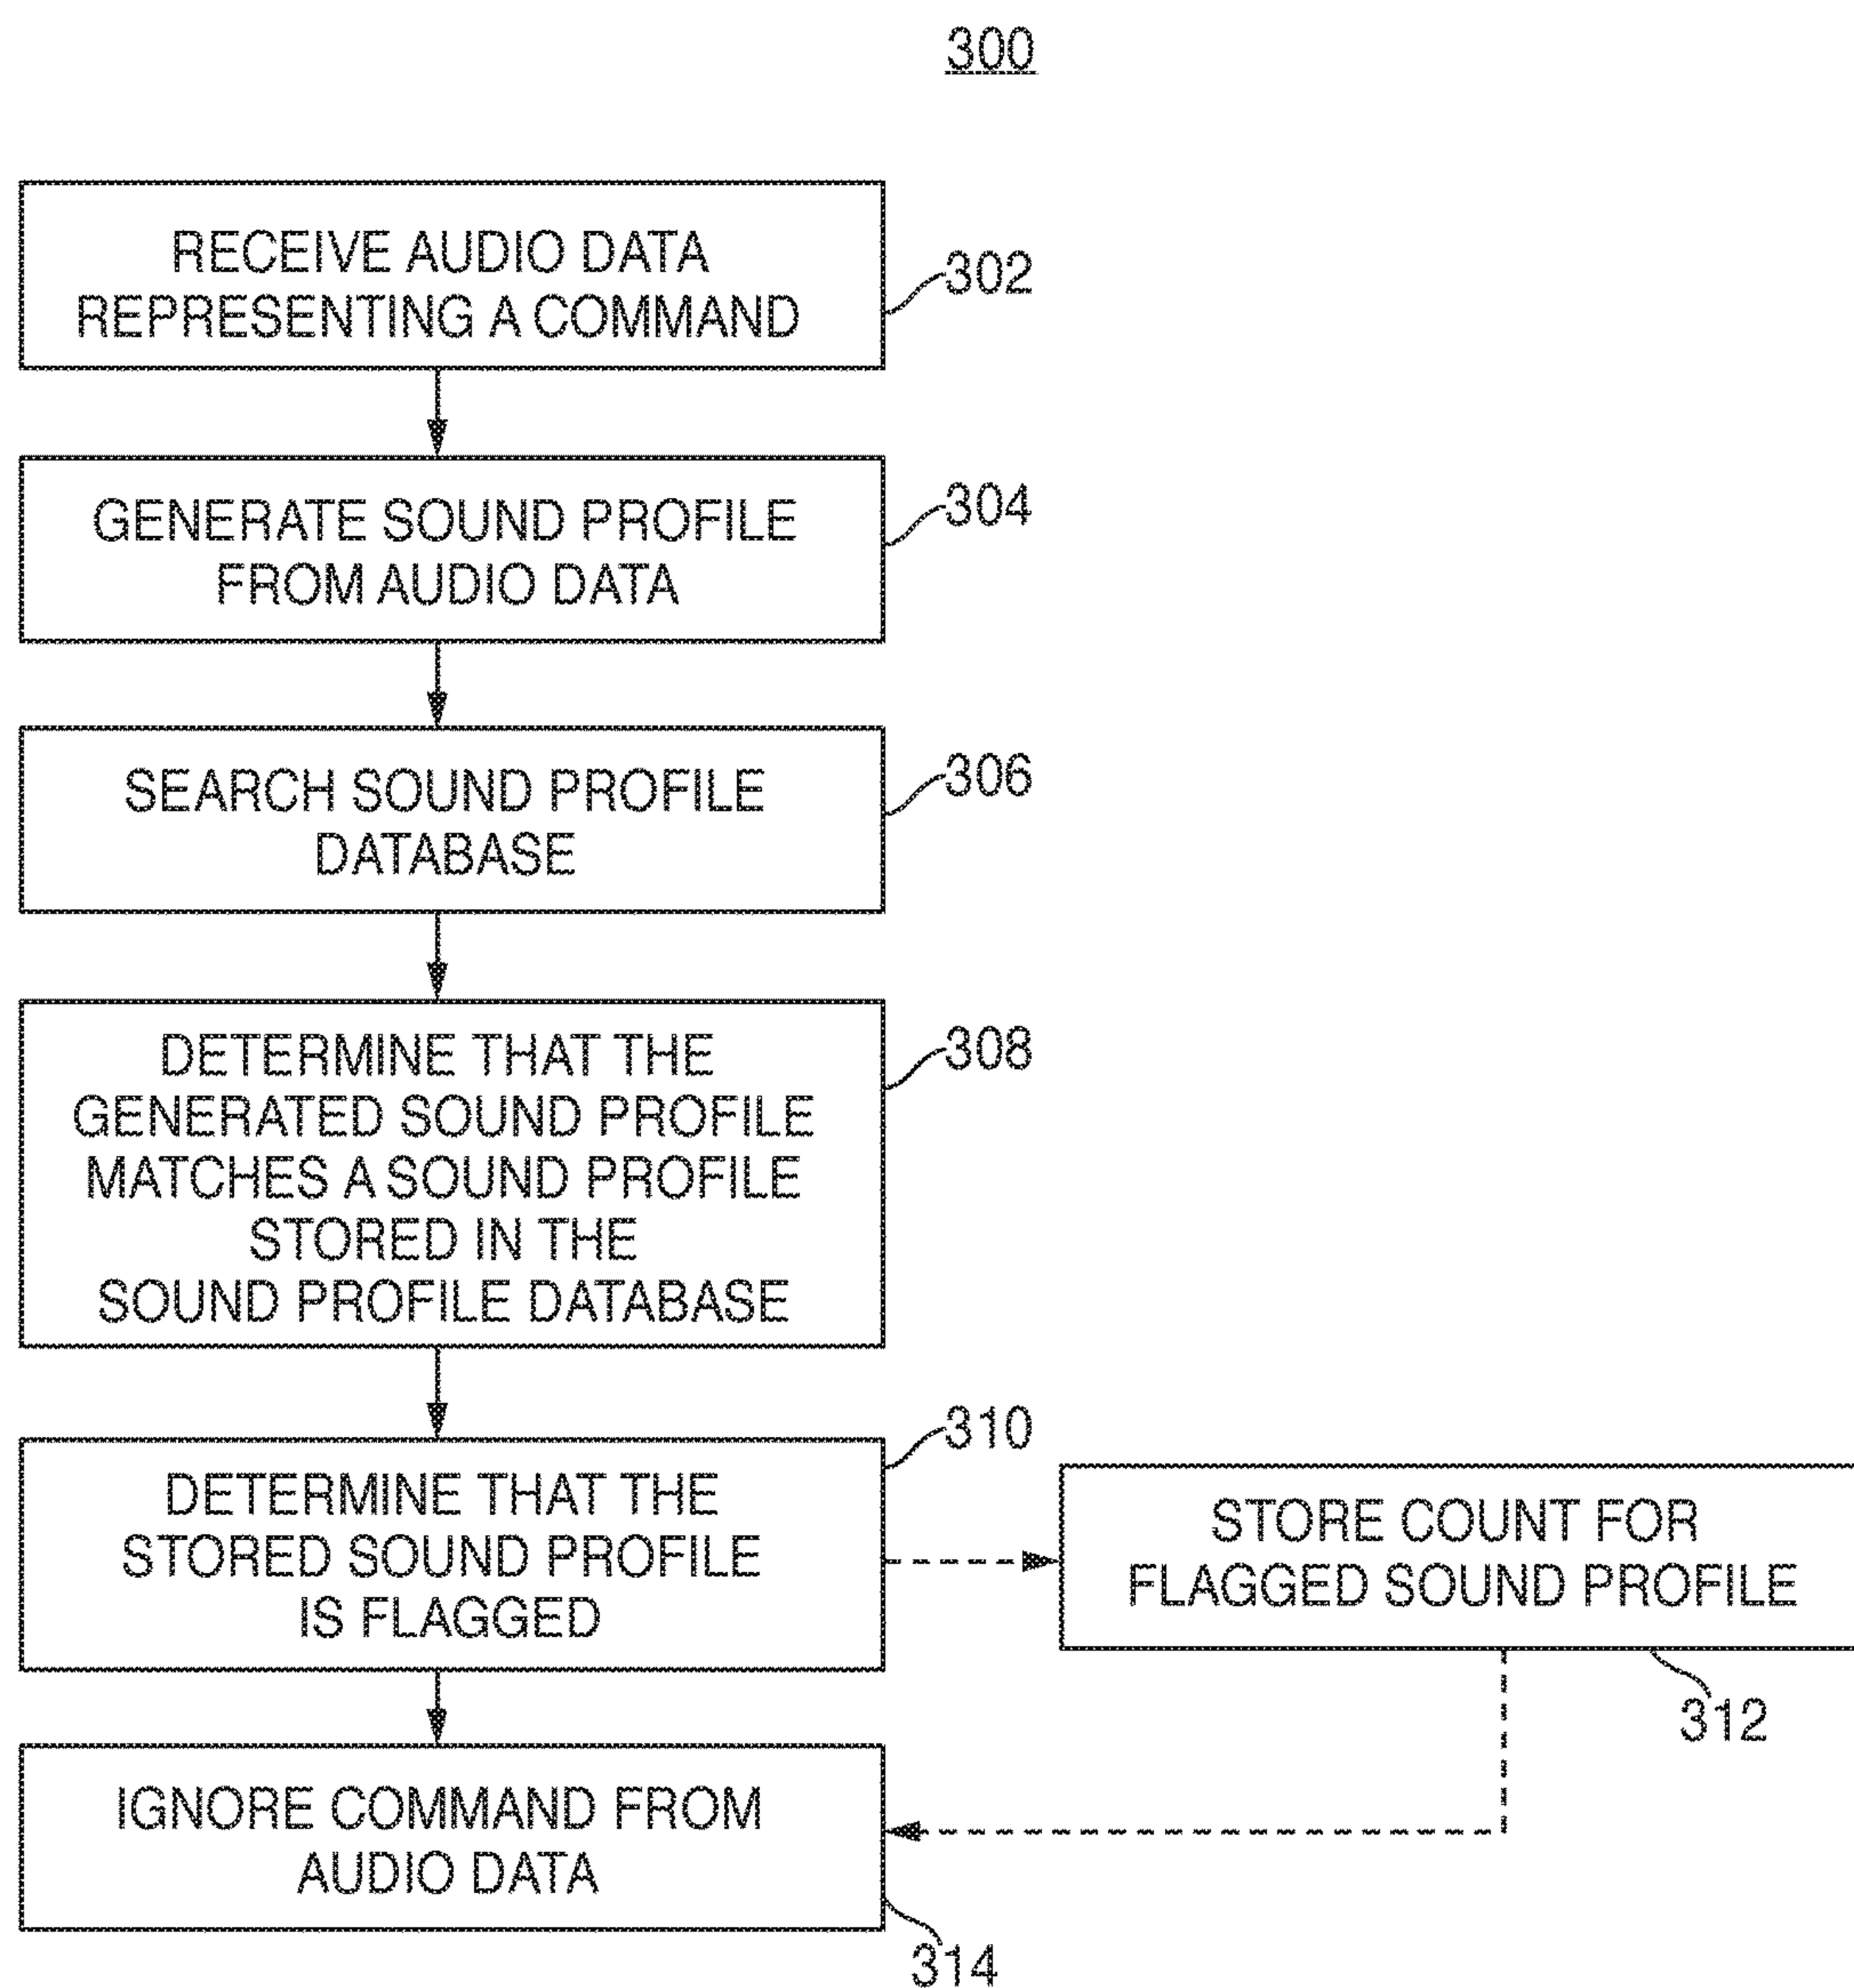 300
RECEIVE AUDIO DATA
REPRESENTING A COMMAND
302
GENERATE SOUND PROFILE
FROM AUDIO DATA
304
SEARCH SOUND PROFILE
DATABASE
306
DETERMINE THAT THE
GENERATED SOUND PROFILE
MATCHES A SOUND PROFILE
STORED IN THE
SOUND PROFILE DATABASE
308
DETERMINE THAT THE
STORED SOUND PROFILE
IS FLAGGED
310
STORE COUNT FOR
FLAGGED SOUND PROFILE
312
IGNORE COMMAND FROM
AUDIO DATA
314